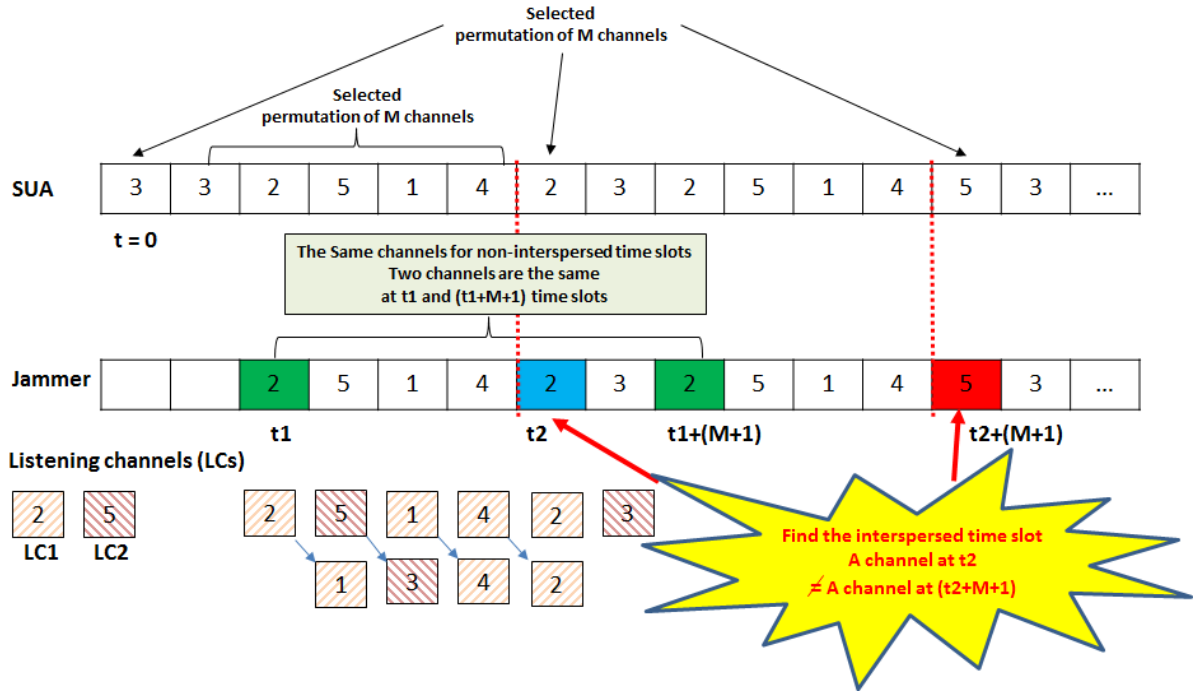 Selected
permutation of M channels
Selected
permutation of M channels
SUA 3 3 2 5 1 4 2 3 2 5 1 4 5 3 ...
t = 0
The Same channels for non-interspersed time slots
Two channels are the same
at t1 and (t1+M+1) time slots
Jammer 2 5 1 4 2 3 2 5 1 4 5 3 ...
t1 t2 t1+(M+1) t2+(M+1)
Listening channels (LCs)
2 5 2 5 1 4 2 3
LC1 LC2
1 3 4 2
Find the interspersed time slot
A channel at t2
≠ A channel at (t2+M+1)